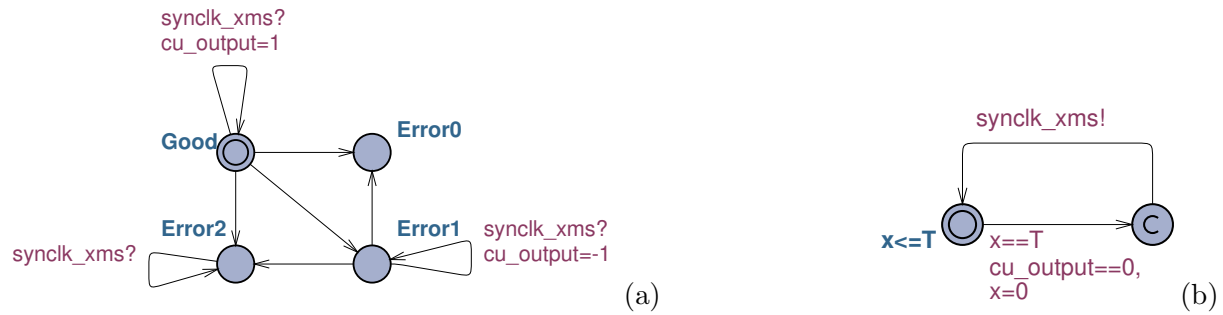 synclk_xms?
cu_output=1
Good
Error0
Error2
Error1
synclk_xms?
synclk_xms?
cu_output=-1
(a)
synclk_xms!
x<=T
x==T
cu_output==0,
x=0
C
(b)